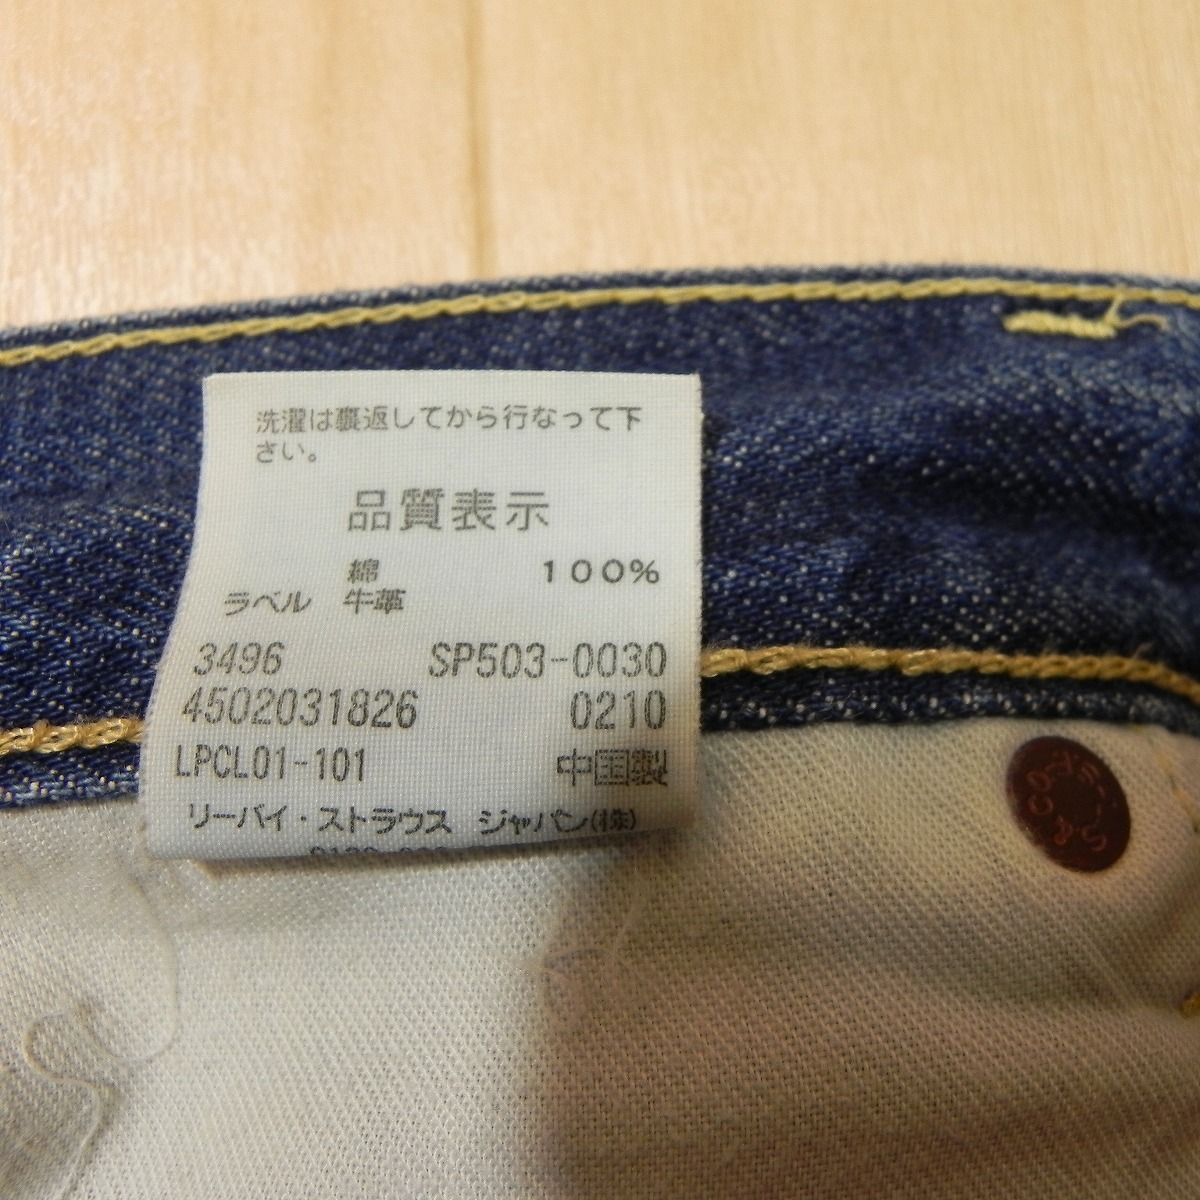 洗濯は裏返してから行なって下
さい。
品質表示
綿 100%
ラベル 牛革
3496 SP503-0030
4502031826 0210
LPCL01-101 中国製
リーバイ・ストラウス ジャパン(株)
S.& CO